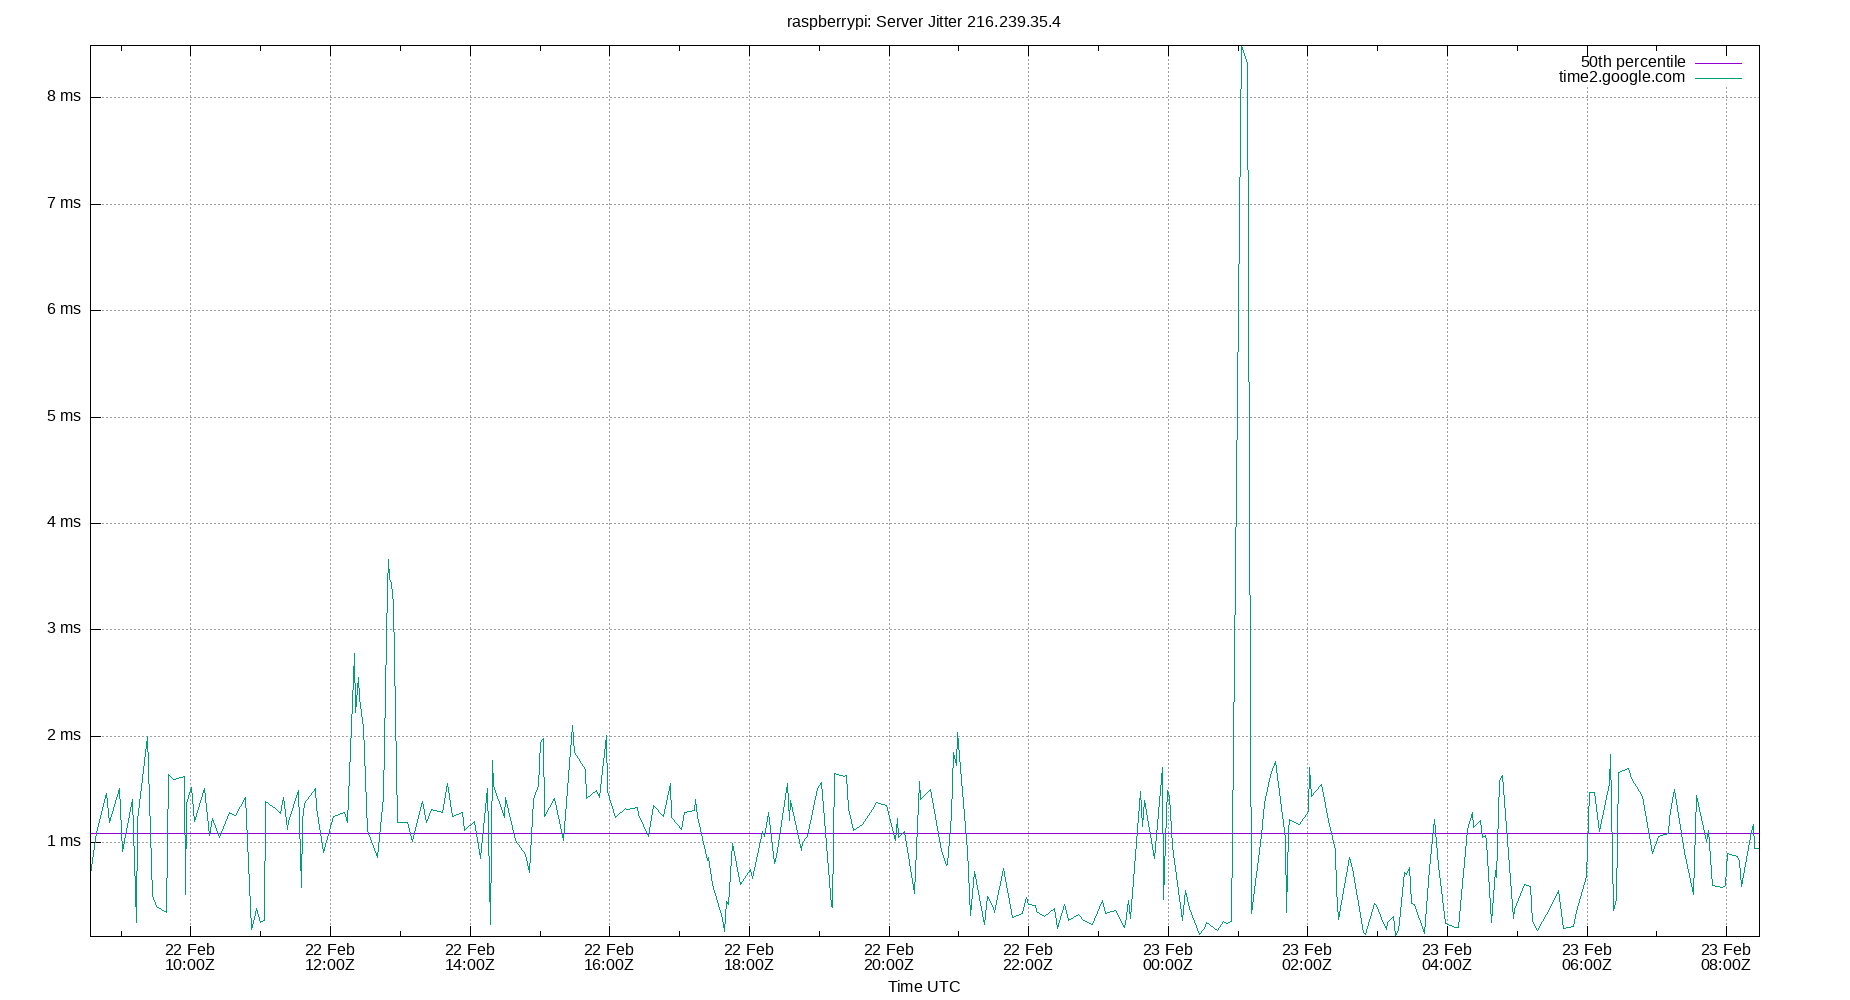 raspberrypi: Server Jitter 216.239.35.4
50th percentile
time2.google.com
8 ms
7 ms
6 ms
5 ms
4 ms
3 ms
2 ms
1 ms
22 Feb 22 Feb 22 Feb 22 Feb 22 Feb 22 Feb 22 Feb 23 Feb 23 Feb 23 Feb 23 Feb 23 Feb
10:00Z 12:00Z 14:00Z 16:00Z 18:00Z 20:00Z 22:00Z 00:00Z 02:00Z 04:00Z 06:00Z 08:00Z
Time UTC